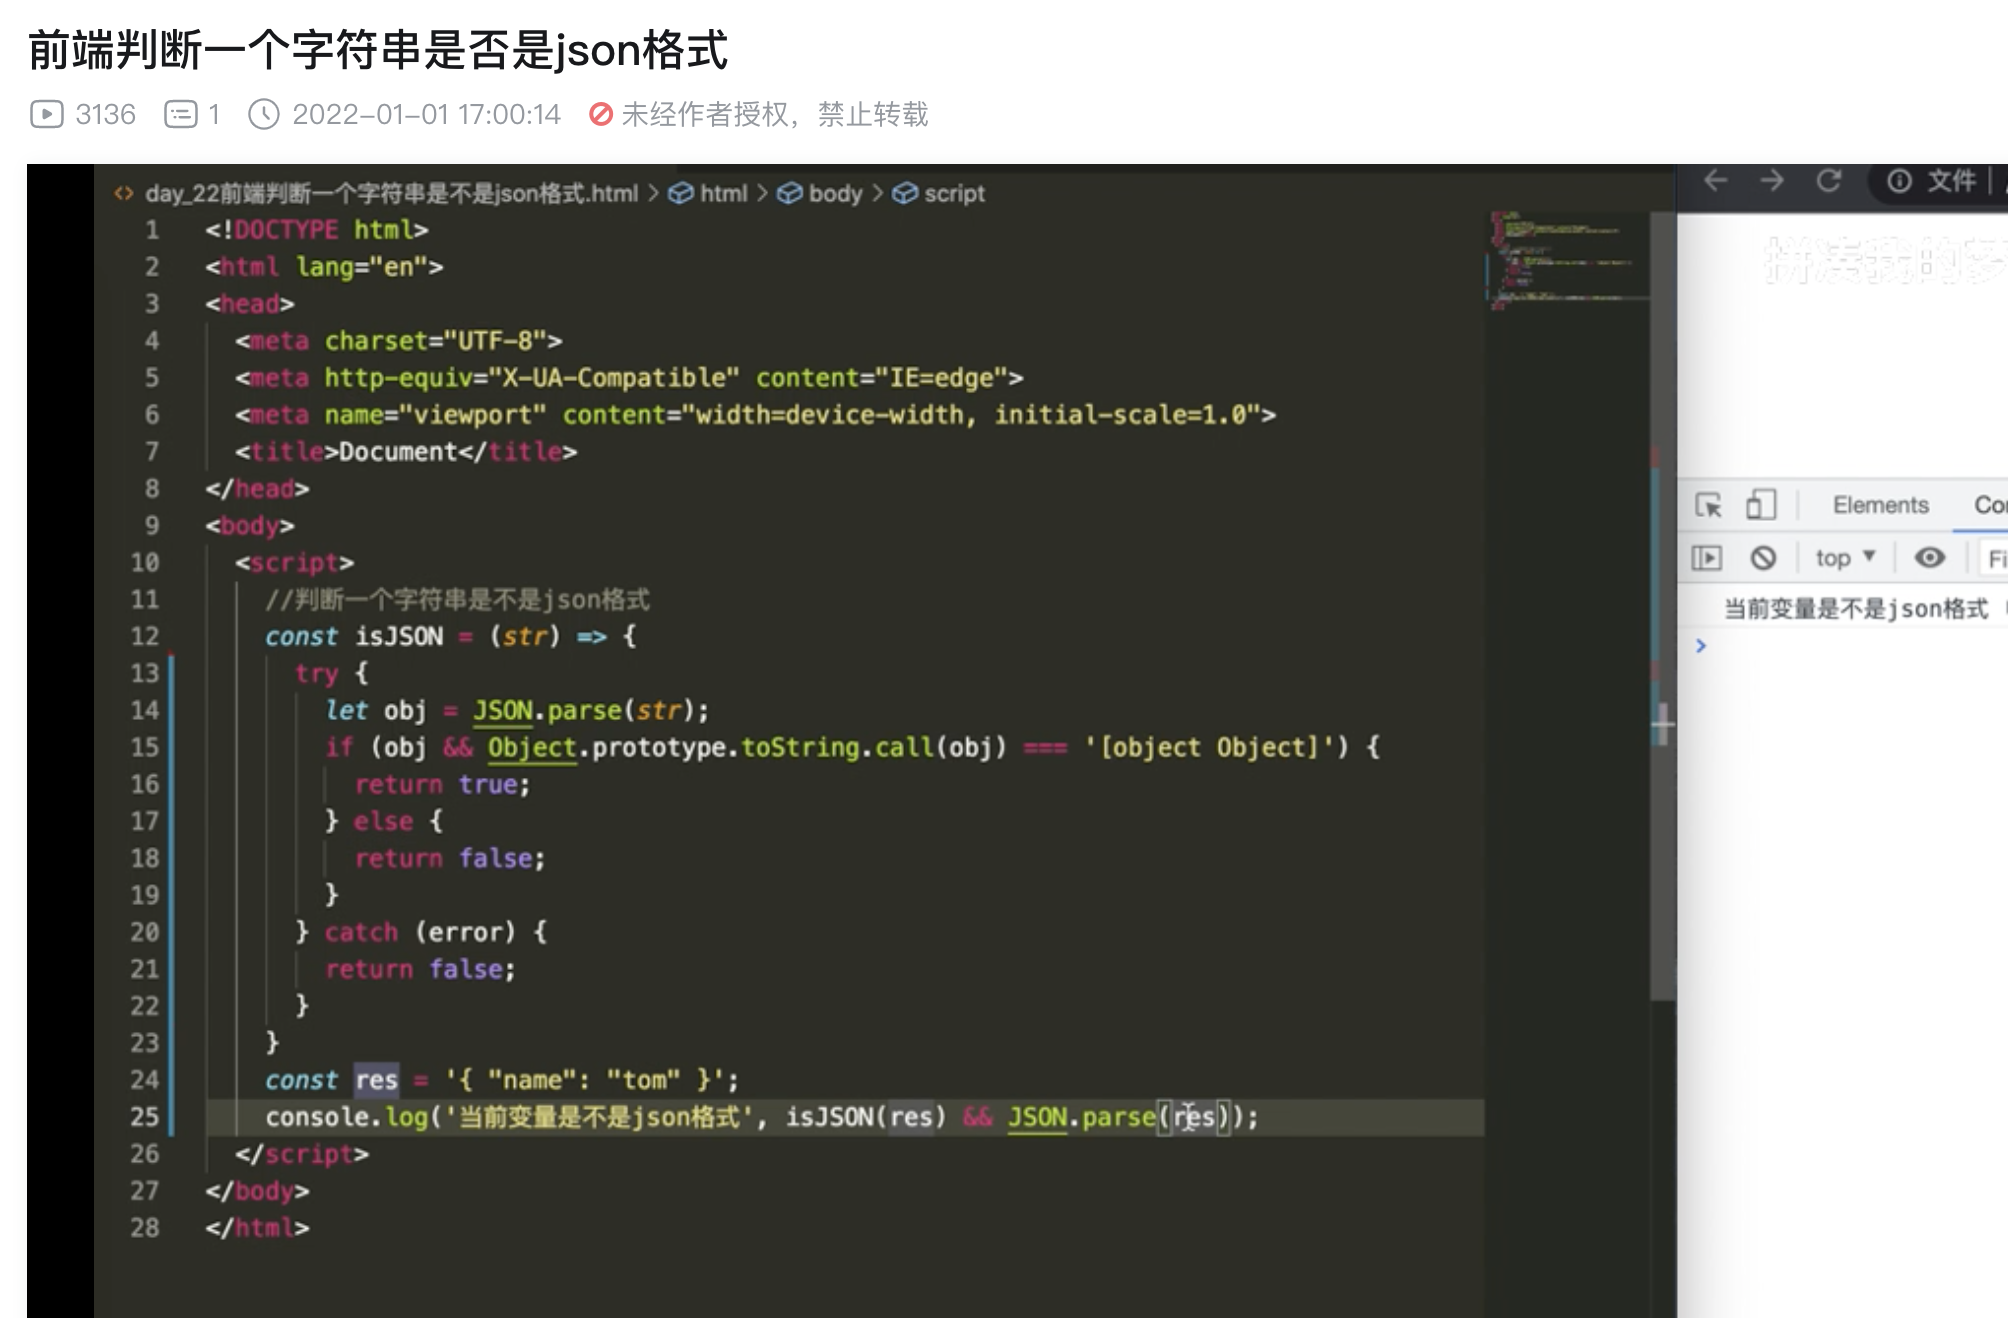 前端判断一个字符串是否是json格式
3136 1 2022-01-01 17:00:14 未经作者授权，禁止转载
day_22前端判断一个字符串是不是json格式.html > html > body > script
1 <!DOCTYPE html>
2 <html lang="en">
3 <head>
4 <meta charset="UTF-8">
5 <meta http-equiv="X-UA-Compatible" content="IE=edge">
6 <meta name="viewport" content="width=device-width, initial-scale=1.0">
7 <title>Document</title>
8 </head>
9 <body>
10 <script>
11 //判断一个字符串是不是json格式
12 const isJSON = (str) => {
13 try {
14 let obj = JSON.parse(str);
15 if (obj && Object.prototype.toString.call(obj) === '[object Object]') {
16 return true;
17 } else {
18 return false;
19 }
20 } catch (error) {
21 return false;
22 }
23 }
24 const res = '{ "name": "tom" }';
25 console.log('当前变量是不是json格式', isJSON(res) && JSON.parse(res));
26 </script>
27 </body>
28 </html>
文件
拼凑我的
Elements
top
当前变量是不是json格式